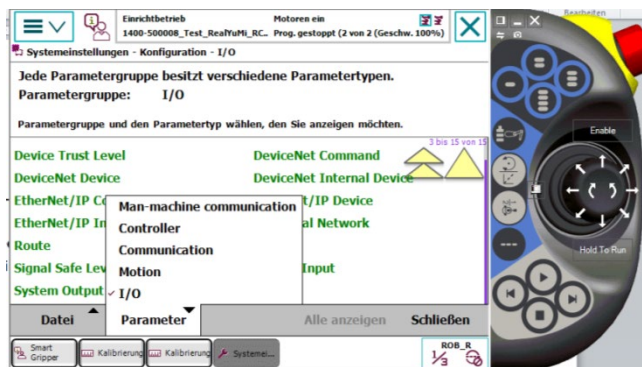 Bearbeiten
Einrichtbetrieb Motoren ein
1400-500008_Test_RealYuMi_RC.. Prog. gestoppt (2 von 2) (Geschw. 100%)
Systemeinstellungen - Konfiguration - I/O
Jede Parametergruppe besitzt verschiedene Parametertypen.
Parametergruppe: I/O
Parametergruppe und den Parametertyp wählen, den Sie anzeigen möchten.
3 bis 15 von 15
Device Trust Level DeviceNet Command
DeviceNet Device DeviceNet Internal Device
EtherNet/IP Co t/IP Device
EtherNet/IP In al Network
Route
Signal Safe Lev Input
System Output
Man-machine communication
Controller
Communication
Motion
I/O
Datei Parameter Alle anzeigen Schließen
Smart Gripper Kalibrierung Kalibrierung Systemei...
ROB_R
1/3
Enable
Hold To Run